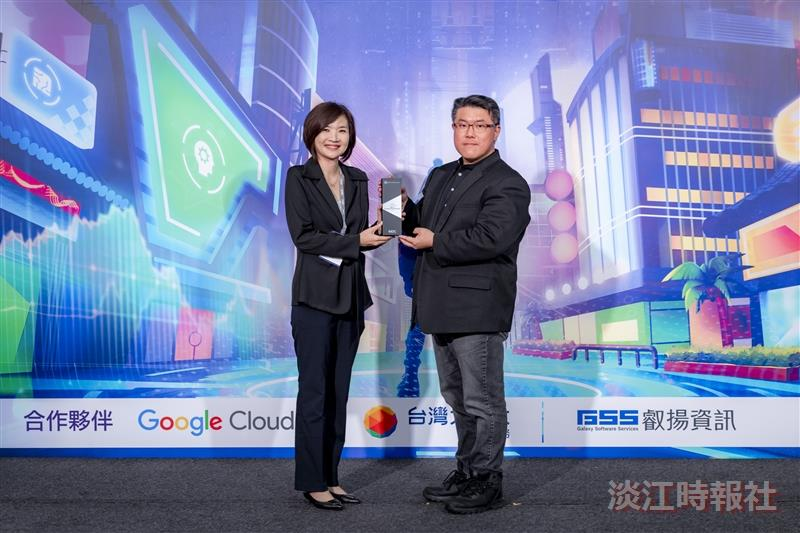 合作夥伴
Google Cloud
台灣大
GSS 叡揚資訊
Galaxy Software Services
淡江時報社